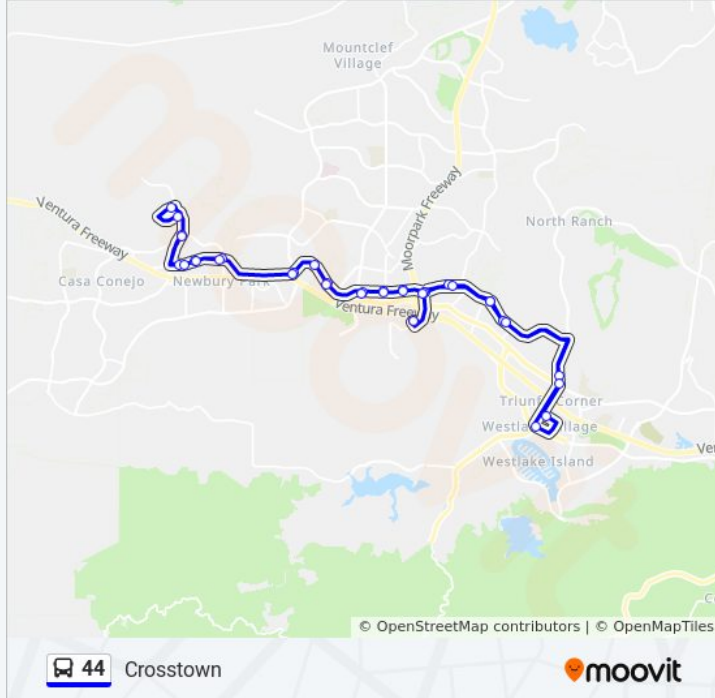 Mountclef
Village
Moorpark Freeway
Ventura Freeway
North Ranch
Casa Conejo
Newbury Park
Ventura Freeway
Triunfo Corner
Westlake Village
Westlake Island
© OpenStreetMap contributors | © OpenMapTiles
44 Crosstown
moovit